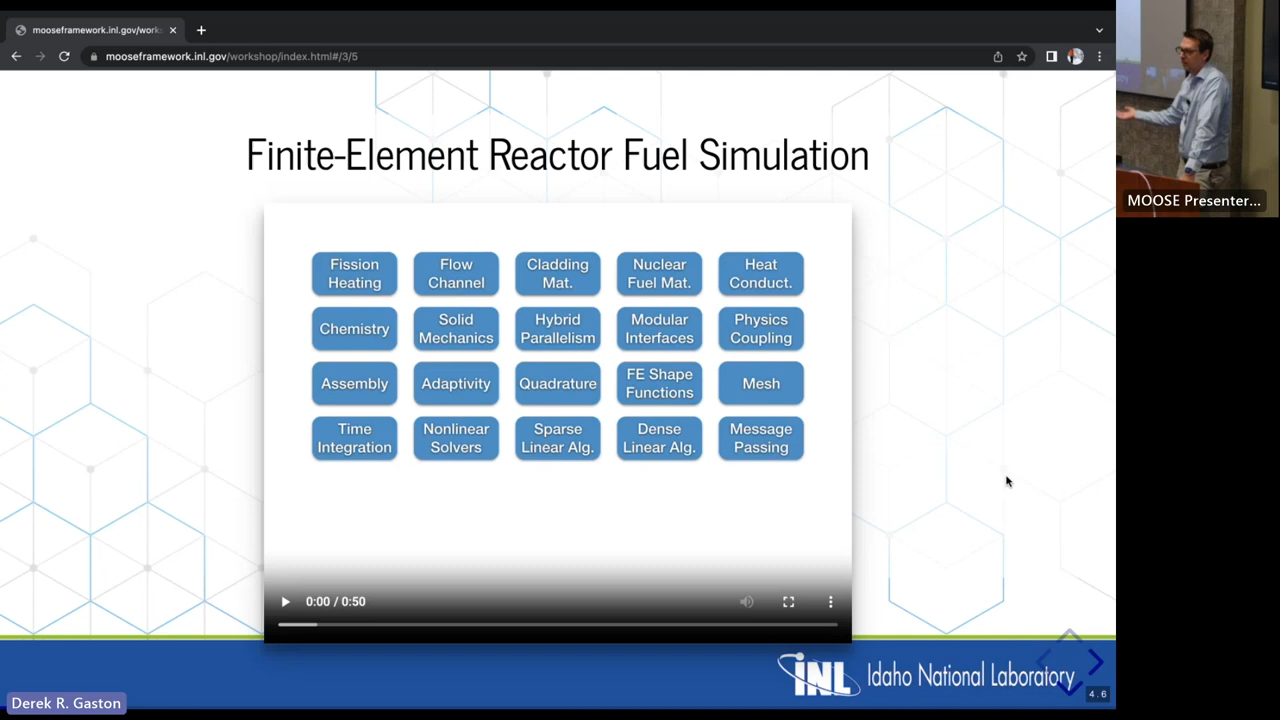 mooseframework.inl.gov/work
mooseframework.inl.gov/workshop/index.html#/3/5
MOOSE Presenter...
Finite-Element Reactor Fuel Simulation
Fission
Heating
Flow
Channel
Cladding
Mat.
Nuclear
Fuel Mat.
Heat
Conduct.
Chemistry
Solid
Mechanics
Hybrid
Parallelism
Modular
Interfaces
Physics
Coupling
Assembly
Adaptivity
Quadrature
FE Shape
Functions
Mesh
Time
Integration
Nonlinear
Solvers
Sparse
Linear Alg.
Dense
Linear Alg.
Message
Passing
0:00 / 0:50
INL Idaho National Laboratory
4.6
Derek R. Gaston